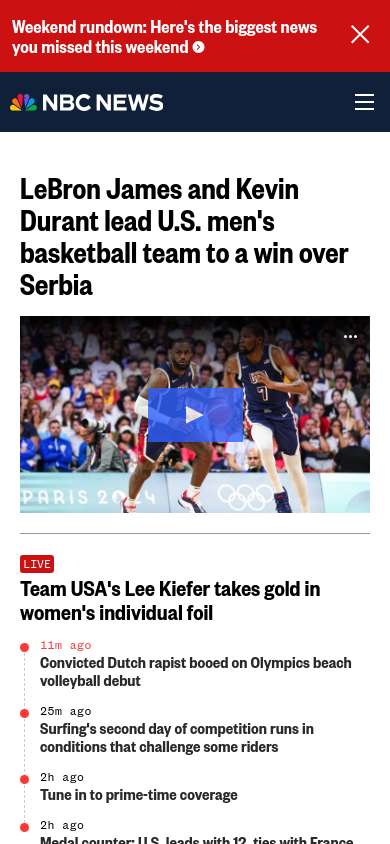 Weekend rundown: Here's the biggest news
you missed this weekend
NBC NEWS
LeBron James and Kevin
Durant lead U.S. men's
basketball team to a win over
Serbia
7
PARIS 2024
LIVE
Team USA's Lee Kiefer takes gold in
women's individual foil
11m ago
Convicted Dutch rapist booed on Olympics beach
volleyball debut
25m ago
Surfing's second day of competition runs in
conditions that challenge some riders
2h ago
Tune in to prime-time coverage
2h ago
Medal counter: U.S. leads with 12, ties with France